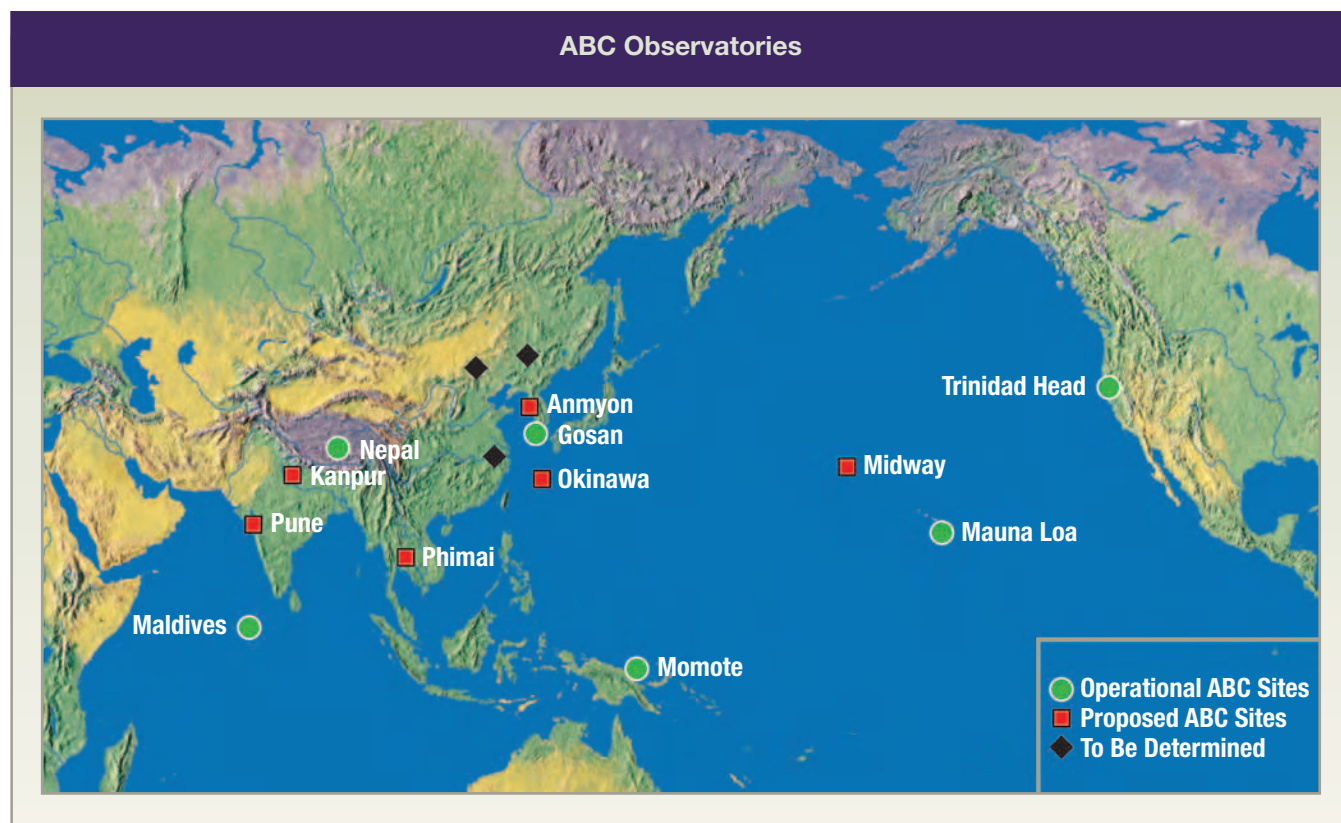 ABC Observatories
Trinidad Head
Anmyon
Gosan
Nepal
Midway
Kanpur
Okinawa
Pune
Mauna Loa
Phimai
Maldives
Momote
Operational ABC Sites
Proposed ABC Sites
To Be Determined